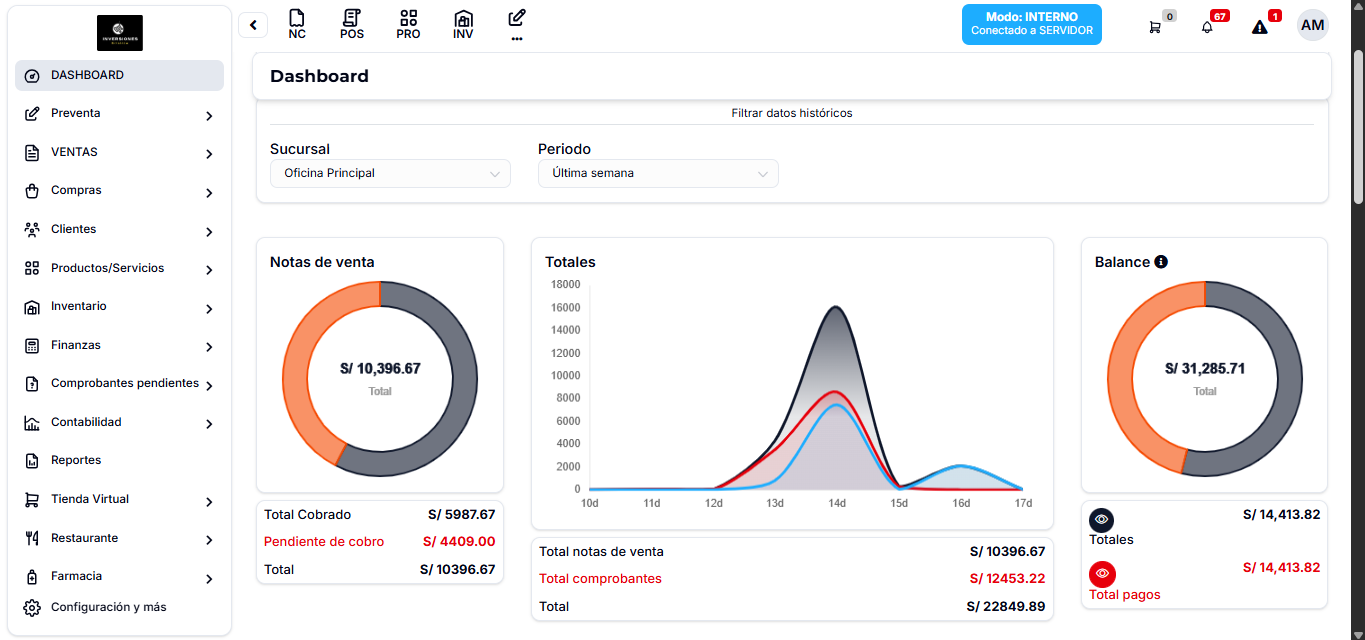 INVERSIONES
NC
POS
PRO
INV
Modo: INTERNO
Conectado a SERVIDOR
0
67
1
AM
DASHBOARD
Preventa
VENTAS
Compras
Clientes
Productos/Servicios
Inventario
Finanzas
Comprobantes pendientes
Contabilidad
Reportes
Tienda Virtual
Restaurante
Farmacia
Configuración y más
Dashboard
Filtrar datos históricos
Sucursal
Oficina Principal
Periodo
Última semana
Notas de venta
S/ 10,396.67
Total
Total Cobrado S/ 5987.67
Pendiente de cobro S/ 4409.00
Total S/ 10396.67
Totales
18000
16000
14000
12000
10000
8000
6000
4000
2000
0
10d 11d 12d 13d 14d 15d 16d 17d
Total notas de venta S/ 10396.67
Total comprobantes S/ 12453.22
Total S/ 22849.89
Balance
S/ 31,285.71
Total
S/ 14,413.82
Totales
S/ 14,413.82
Total pagos